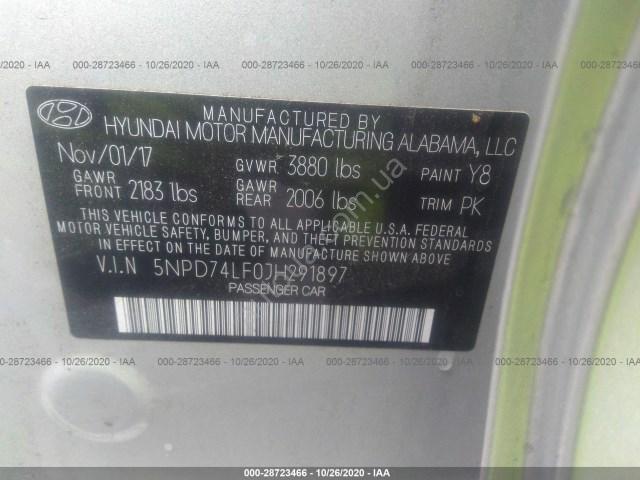 000-28723466 - 10/26/2020 - IAA
MANUFACTURED BY
HYUNDAI MOTOR MANUFACTURING ALABAMA, LLC
Nov/01/17 GVWR 3880 lbs PAINT Y8
GAWR FRONT 2183 lbs GAWR REAR 2006 lbs TRIM PK
THIS VEHICLE CONFORMS TO ALL APPLICABLE U.S.A. FEDERAL
MOTOR VEHICLE SAFETY, BUMPER, AND THEFT PREVENTION STANDARDS
IN EFFECT ON THE DATE OF MANUFACTURE SHOWN ABOVE.
V.I.N 5NPD74LF0JH291897
PASSENGER CAR
000-28723466 - 10/26/2020 - IAA
000-28723466 - 10/26/2020 - IAA